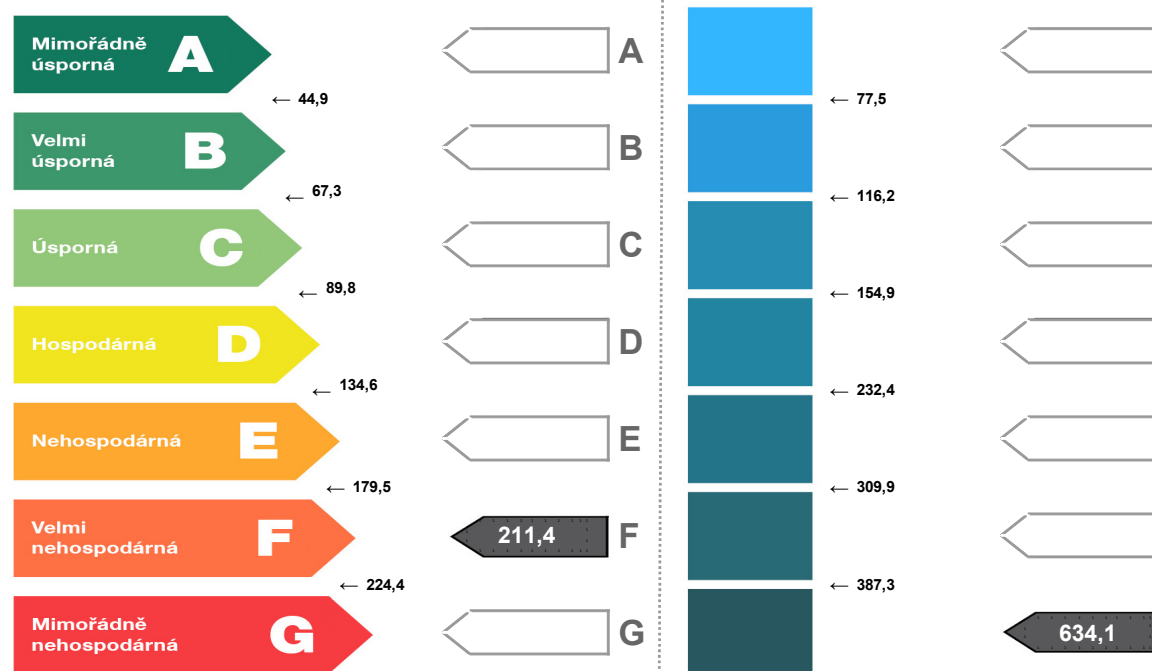 Mimořádně
úsporná
A
A
← 44,9
← 77,5
Velmi
úsporná
B
B
← 67,3
← 116,2
Úsporná
C
C
← 89,8
← 154,9
Hospodárná
D
D
← 134,6
← 232,4
Nehospodárná
E
E
← 179,5
← 309,9
Velmi
nehospodárná
F
211,4
F
← 224,4
← 387,3
Mimořádně
nehospodárná
G
G
634,1